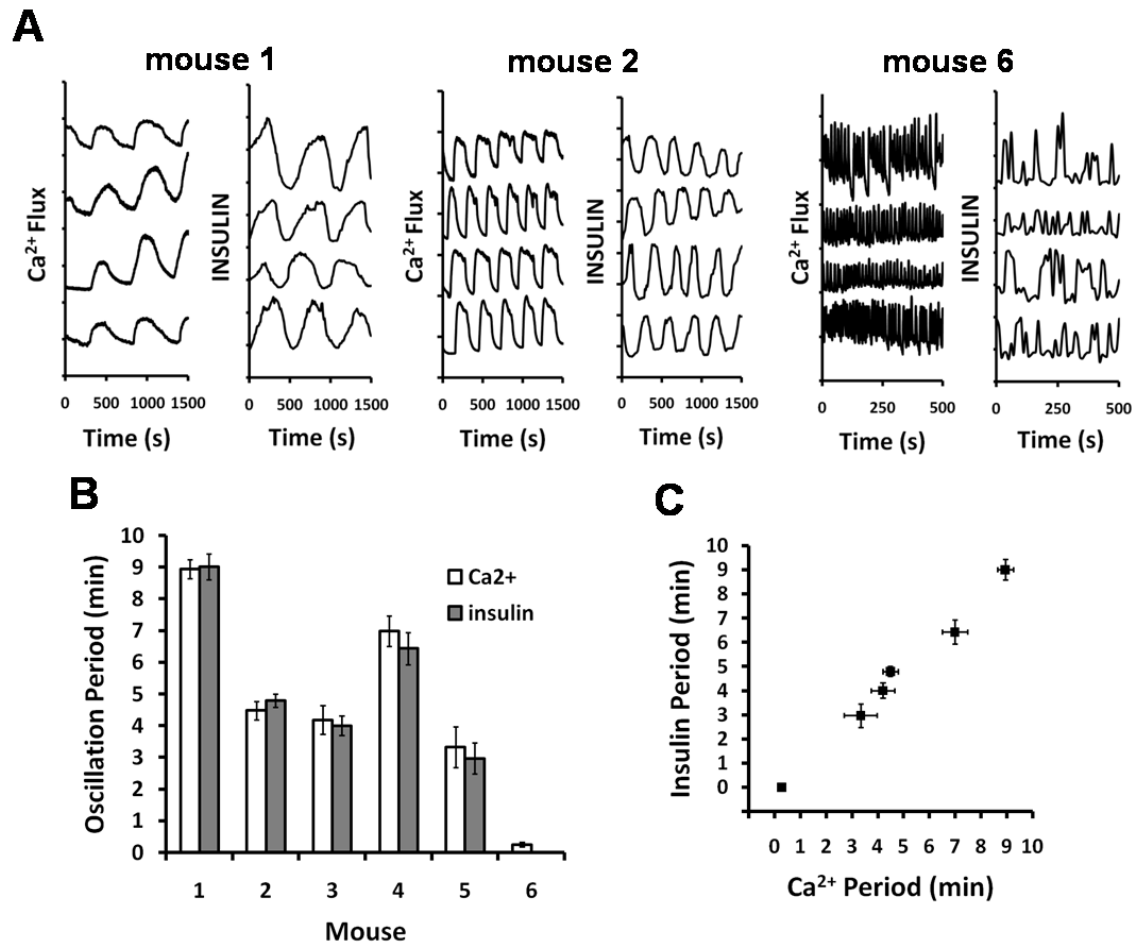 A
mouse 1
mouse 2
mouse 6
Ca²⁺ Flux
INSULIN
Ca²⁺ Flux
INSULIN
Ca²⁺ Flux
INSULIN
0 500 1000 1500
0 500 1000 1500
0 500 1000 1500
0 500 1000 1500
0 250 500
0 250 500
Time (s)
Time (s)
Time (s)
Time (s)
Time (s)
Time (s)
B
Oscillation Period (min)
10
9
8
7
6
5
4
3
2
1
0
Ca2+
insulin
1 2 3 4 5 6
Mouse
C
Insulin Period (min)
10
9
8
7
6
5
4
3
2
1
0
0 1 2 3 4 5 6 7 8 9 10
Ca²⁺ Period (min)